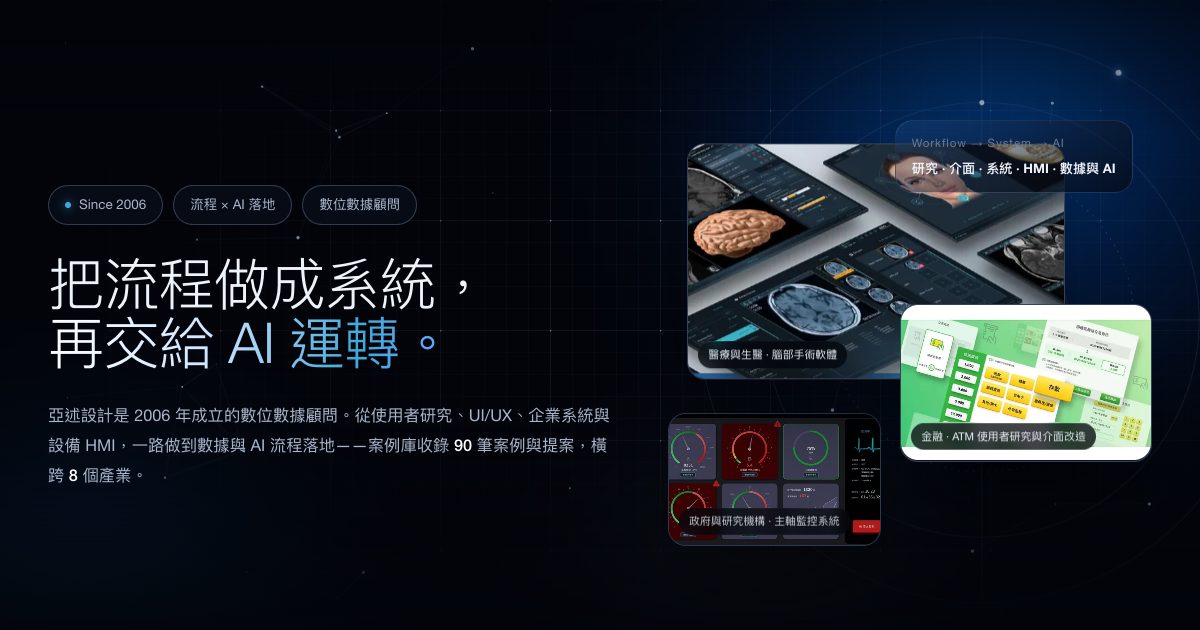 Since 2006
流程 × AI 落地
數位數據顧問
把流程做成系統，
再交給 AI 運轉。
亞述設計是 2006 年成立的數位數據顧問。從使用者研究、UI/UX、企業系統與
設備 HMI，一路做到數據與 AI 流程落地——案例庫收錄 90 筆案例與提案，橫
跨 8 個產業。
Workflow → System → AI
研究 · 介面 · 系統 · HMI · 數據與 AI
醫療與生醫 · 腦部手術軟體
存款
金融 · ATM 使用者研究與介面改造
政府與研究機構 · 主軸監控系統